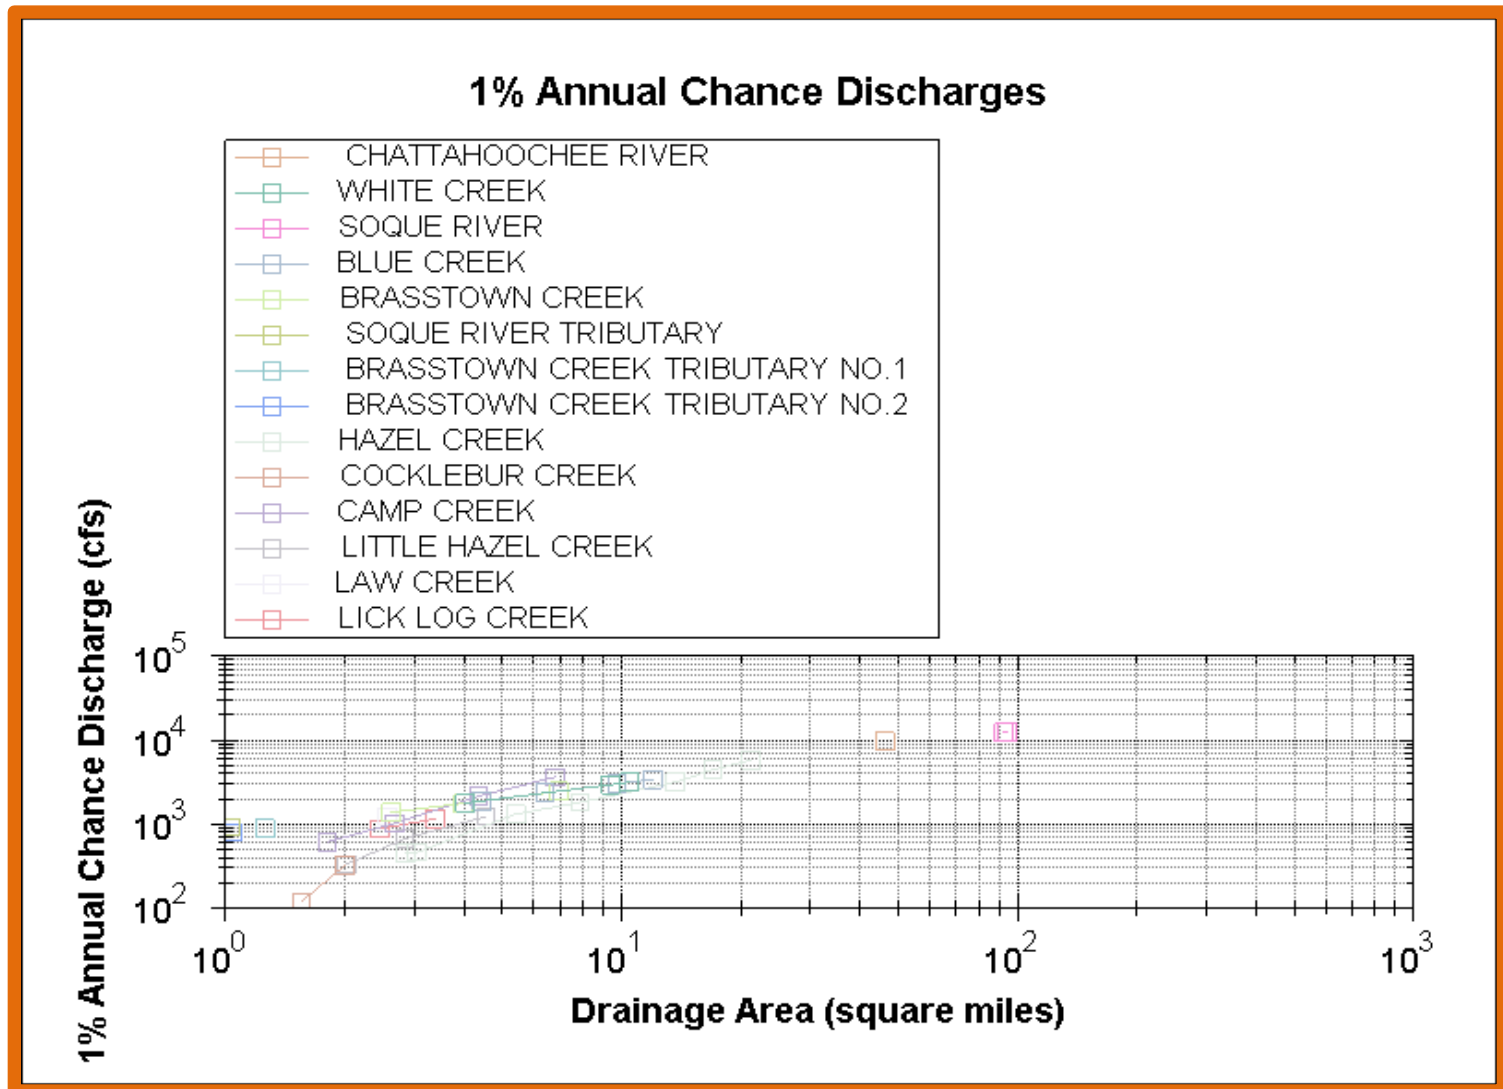 1% Annual Chance Discharges
CHATTAHOOCHEE RIVER
WHITE CREEK
SOQUE RIVER
BLUE CREEK
BRASSTOWN CREEK
SOQUE RIVER TRIBUTARY
BRASSTOWN CREEK TRIBUTARY NO.1
BRASSTOWN CREEK TRIBUTARY NO.2
HAZEL CREEK
COCKLEBUR CREEK
CAMP CREEK
LITTLE HAZEL CREEK
LAW CREEK
LICK LOG CREEK
1% Annual Chance Discharge (cfs)
10^5
10^4
10^3
10^2
10^0 10^1 10^2 10^3
Drainage Area (square miles)